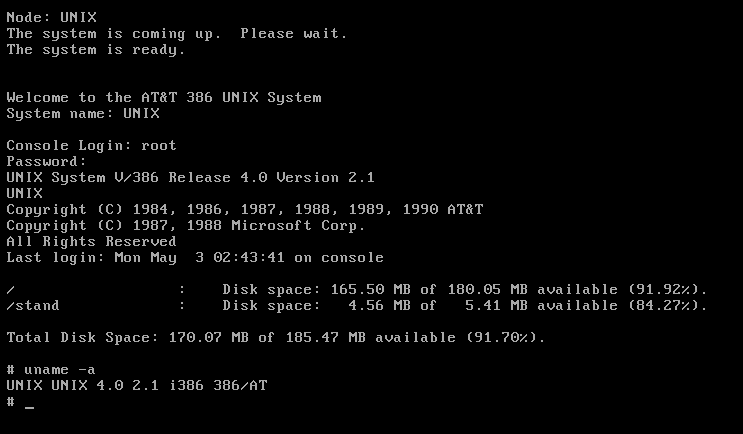 Node: UNIX
The system is coming up.  Please wait.
The system is ready.
Welcome to the AT&T 386 UNIX System
System name: UNIX
Console Login: root
Password:
UNIX System V/386 Release 4.0 Version 2.1
UNIX
Copyright (C) 1984, 1986, 1987, 1988, 1989, 1990 AT&T
Copyright (C) 1987, 1988 Microsoft Corp.
All Rights Reserved
Last login: Mon May  3 02:43:41 on console
/                   :    Disk space: 165.50 MB of 180.05 MB available (91.92%).
/stand              :    Disk space:   4.56 MB of   5.41 MB available (84.27%).
Total Disk Space: 170.07 MB of 185.47 MB available (91.70%).
# uname -a
UNIX UNIX 4.0 2.1 i386 386/AT
# _